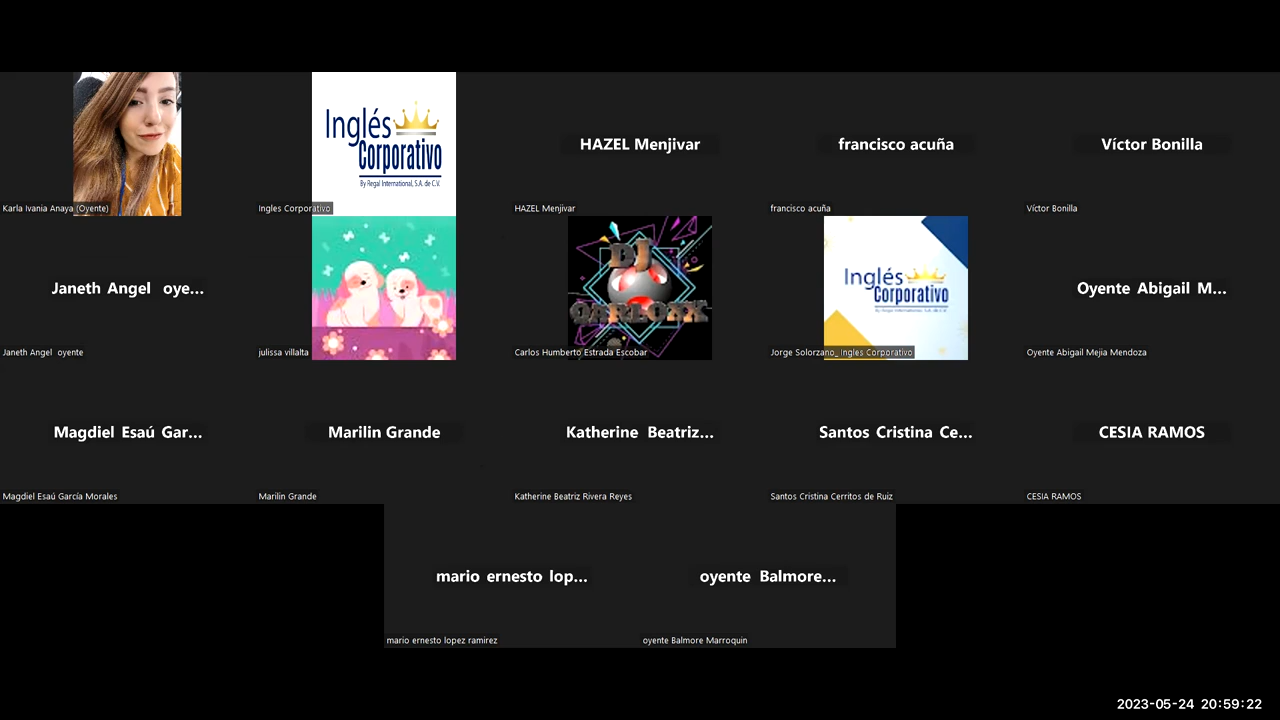 HAZEL Menjivar
francisco acuña
Víctor Bonilla
Inglés
Corporativo
By Regal International, S.A. de C.V.
Karla Ivania Anaya (Oyente)
Ingles Corporativo
HAZEL Menjivar
francisco acuña
Víctor Bonilla
Janeth Angel oye...
DJ
Inglés
Corporativo
Oyente Abigail M...
Janeth Angel oyente
julissa villalta
Carlos Humberto Estrada Escobar
Jorge Solorzano_ Ingles Corporativo
Oyente Abigail Mejia Mendoza
Magdiel Esaú Gar...
Marilin Grande
Katherine Beatriz...
Santos Cristina Ce...
CESIA RAMOS
Magdiel Esaú García Morales
Marilin Grande
Katherine Beatriz Rivera Reyes
Santos Cristina Cerritos de Ruiz
CESIA RAMOS
mario ernesto lop...
oyente Balmore...
mario ernesto lopez ramirez
oyente Balmore Marroquin
2023-05-24 20:59:22